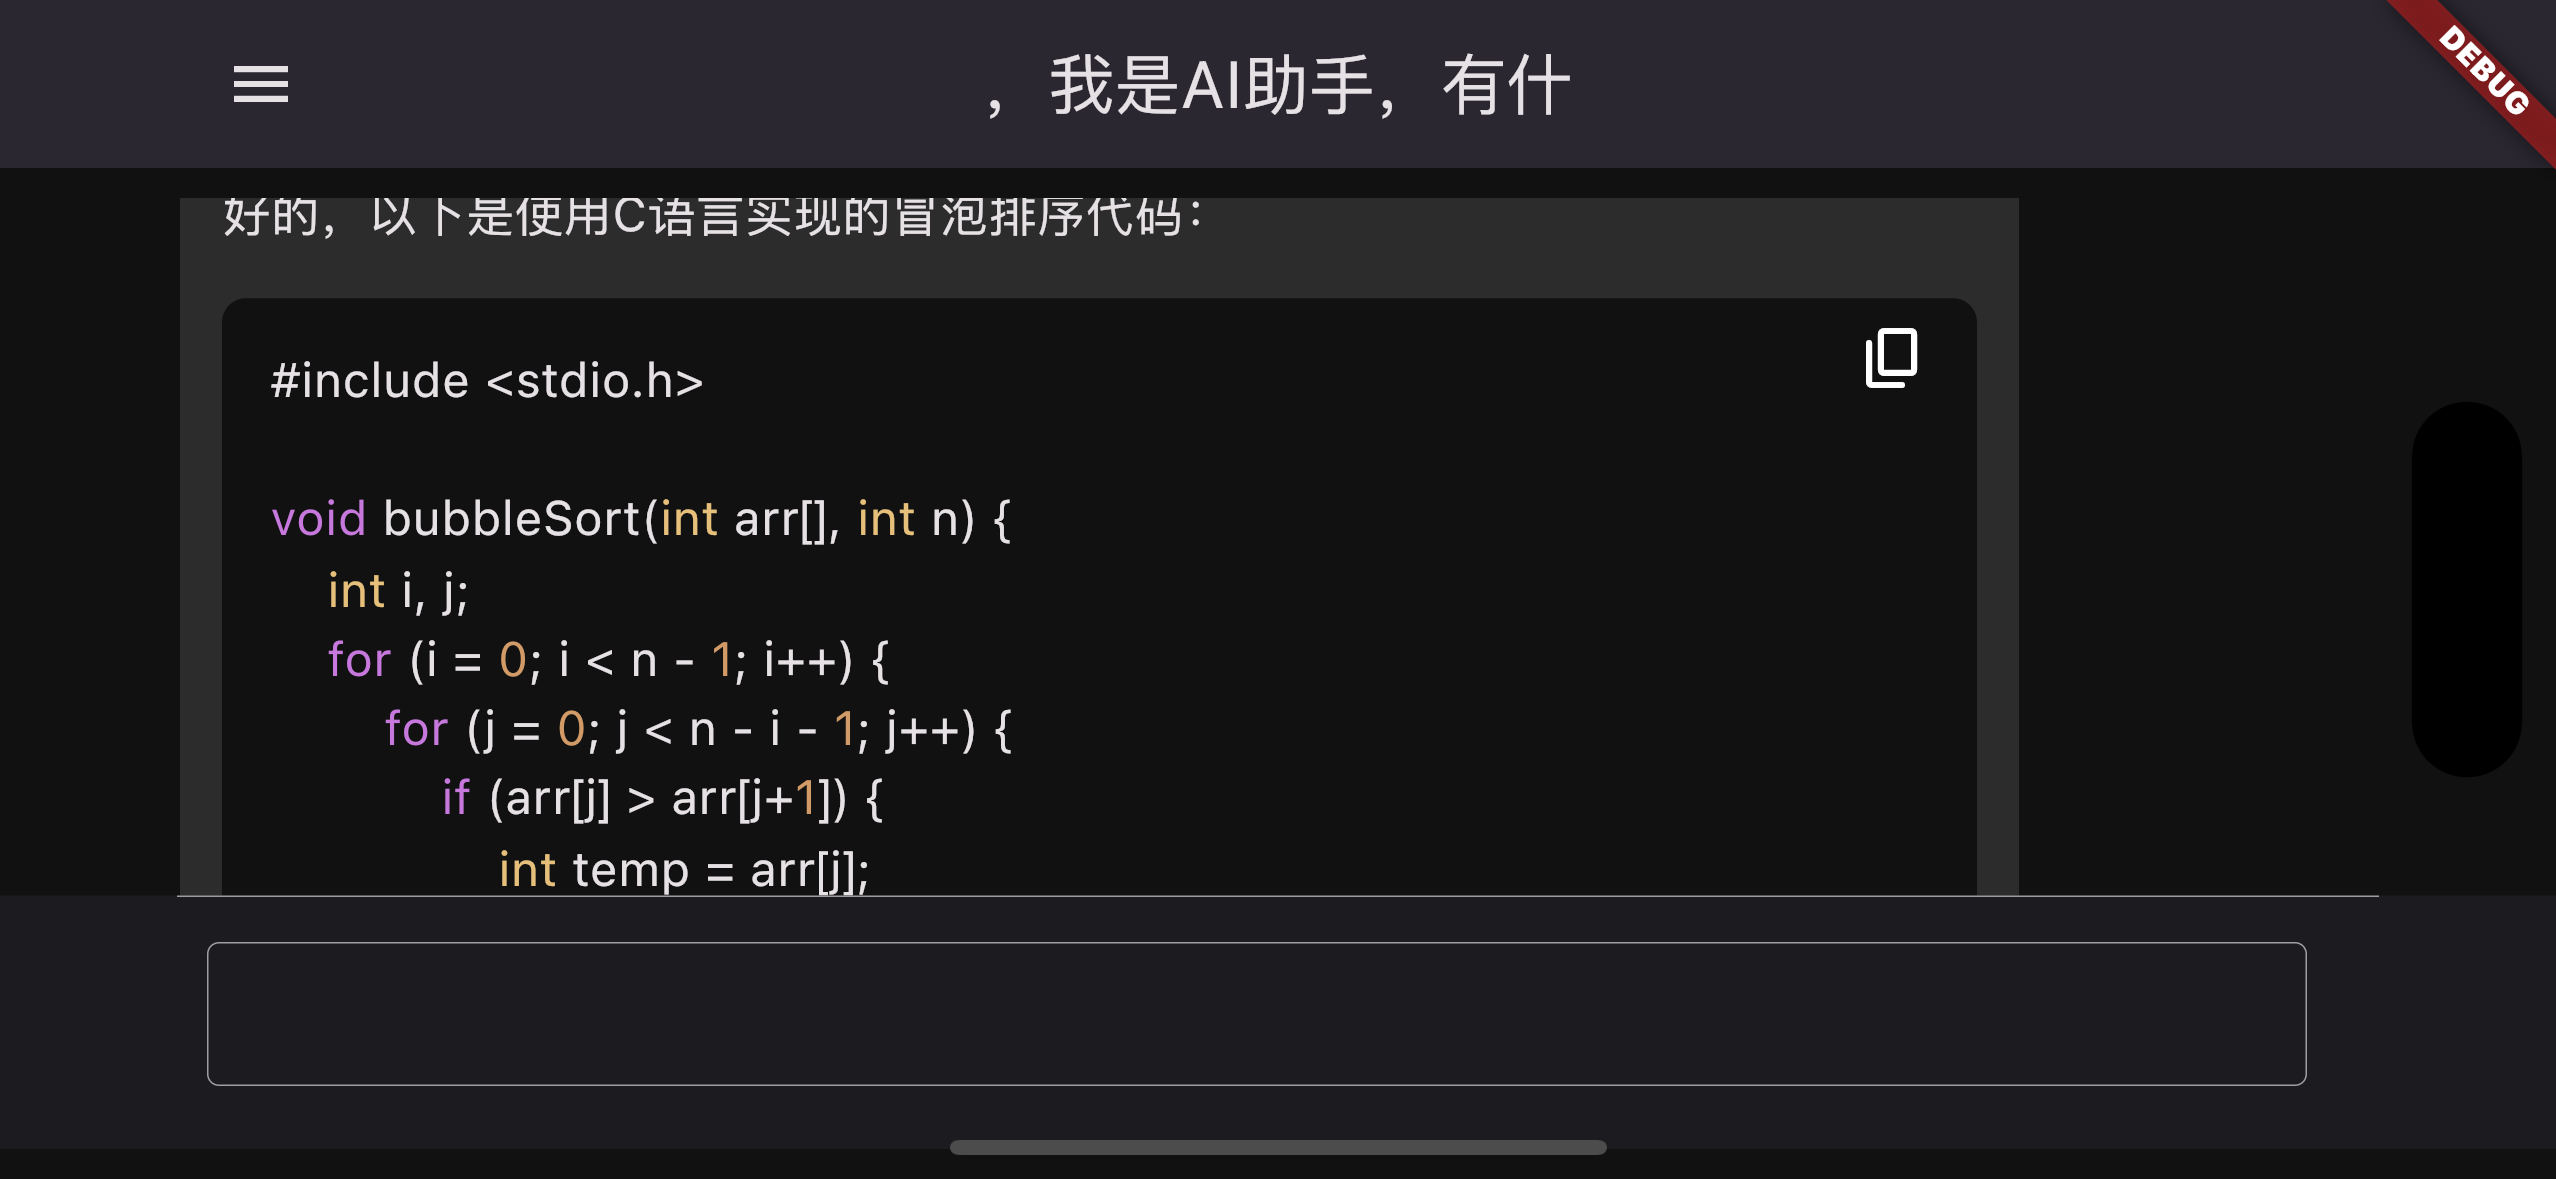 ，我是AI助手，有什
DEBUG
好的，以下是使用C语言实现的冒泡排序代码：
#include <stdio.h>
void bubbleSort(int arr[], int n) {
int i, j;
for (i = 0; i < n - 1; i++) {
for (j = 0; j < n - i - 1; j++) {
if (arr[j] > arr[j+1]) {
int temp = arr[j];